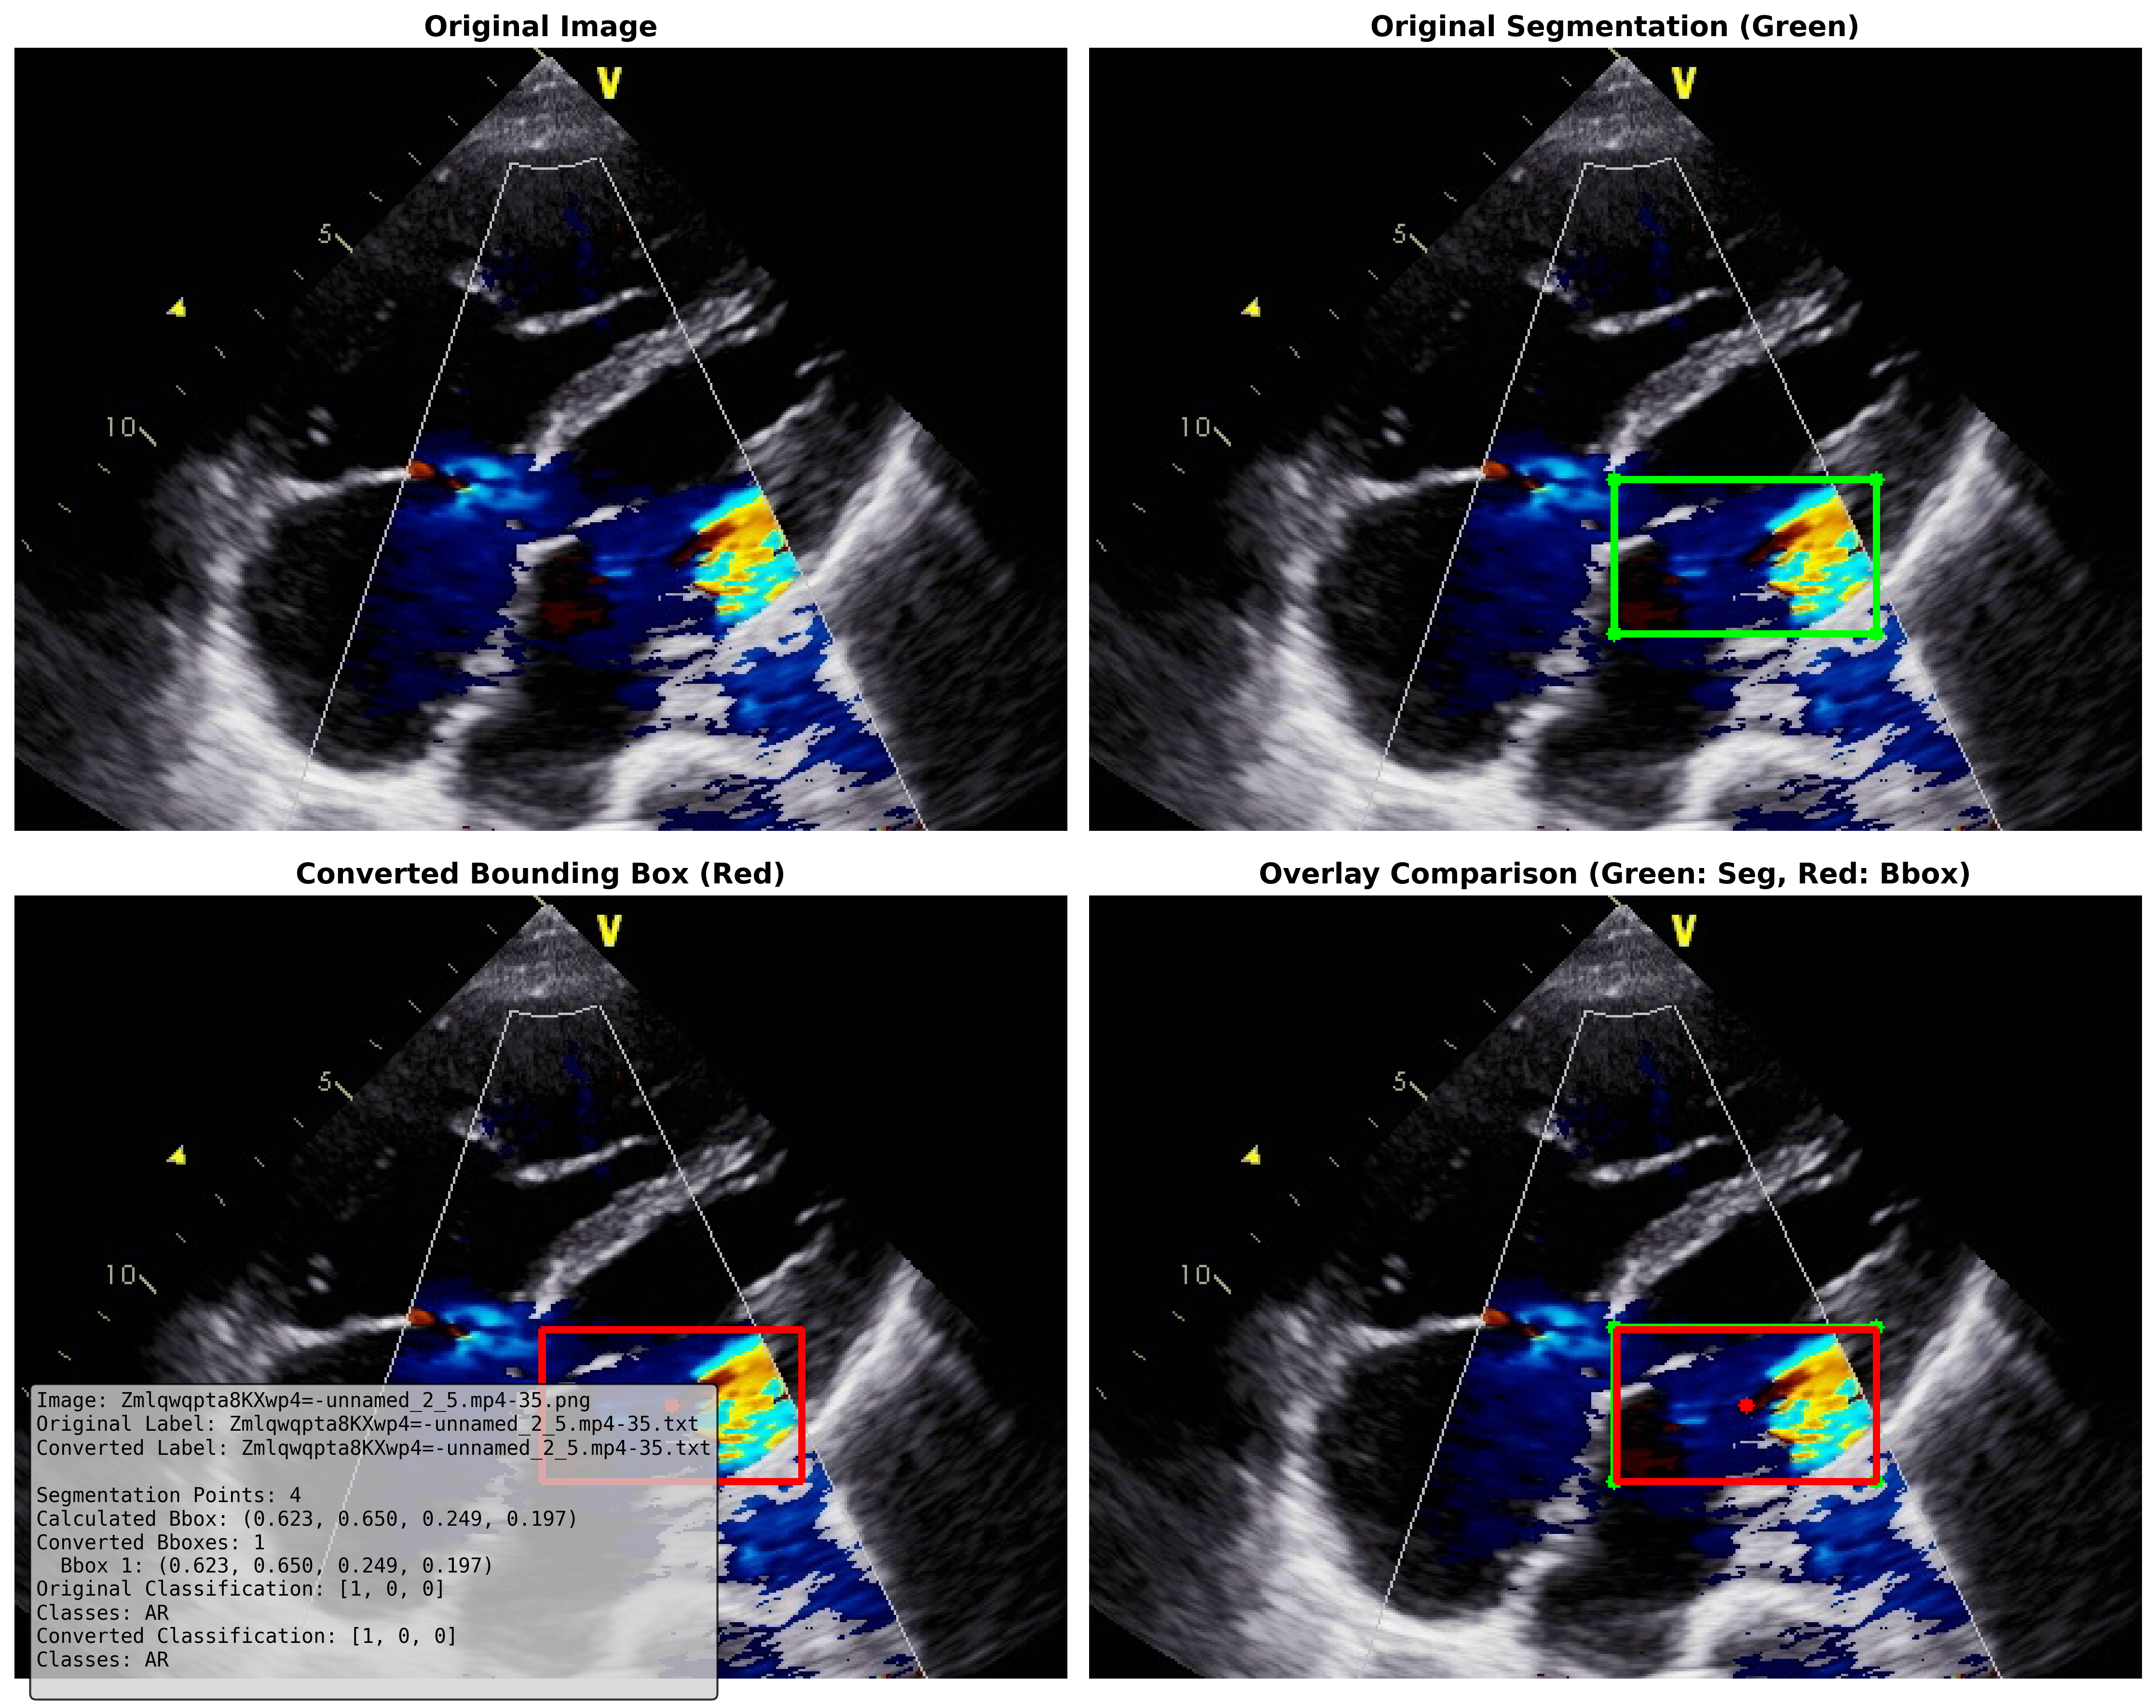 Original Image
Original Segmentation (Green)
V
5
10
V
5
10
Converted Bounding Box (Red)
Overlay Comparison (Green: Seg, Red: Bbox)
V
5
10
V
5
10
Image: Zmlqwqpta8KXwp4=-unnamed_2_5.mp4-35.png
Original Label: Zmlqwqpta8KXwp4=-unnamed_2_5.mp4-35.txt
Converted Label: Zmlqwqpta8KXwp4=-unnamed_2_5.mp4-35.txt
Segmentation Points: 4
Calculated Bbox: (0.623, 0.650, 0.249, 0.197)
Converted Bboxes: 1
Bbox 1: (0.623, 0.650, 0.249, 0.197)
Original Classification: [1, 0, 0]
Classes: AR
Converted Classification: [1, 0, 0]
Classes: AR